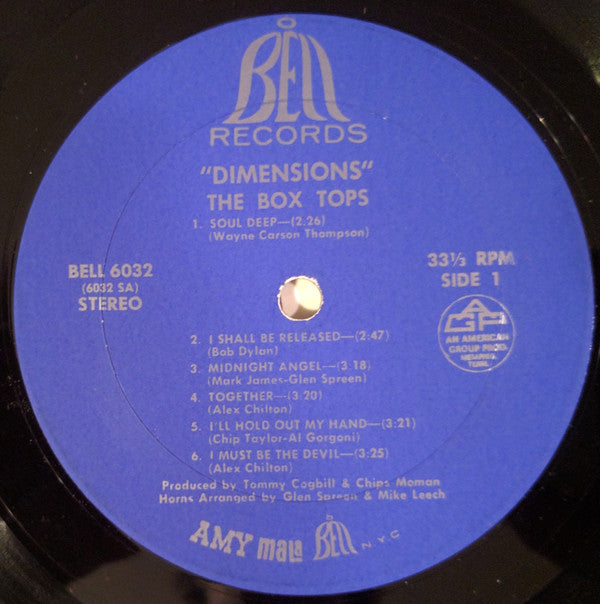 BELL
RECORDS
"DIMENSIONS"
THE BOX TOPS
1. SOUL DEEP—(2:26)
(Wayne Carson Thompson)
BELL 6032
(6032 SA)
STEREO
33⅓ RPM
SIDE 1
AGP
AN AMERICAN
GROUP PROD.
MEMPHIS,
TENN.
2. I SHALL BE RELEASED—(2:47)
(Bob Dylan)
3. MIDNIGHT ANGEL—(3:18)
(Mark James-Glen Spreen)
4. TOGETHER—(3:20)
(Alex Chilton)
5. I'LL HOLD OUT MY HAND—(3:21)
(Chip Taylor-Al Gorgoni)
6. I MUST BE THE DEVIL—(3:25)
(Alex Chilton)
Produced by Tommy Cogbill & Chips Moman
Horns Arranged by Glen Spreen & Mike Leech
AMY mala BELL NYC